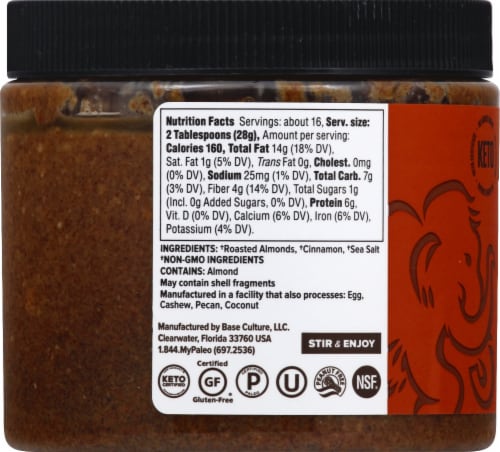 Nutrition Facts Servings: about 16, Serv. size:
2 Tablespoons (28g), Amount per serving:
Calories 160, Total Fat 14g (18% DV),
Sat. Fat 1g (5% DV), Trans Fat 0g, Cholest. 0mg
(0% DV), Sodium 25mg (1% DV), Total Carb. 7g
(3% DV), Fiber 4g (14% DV), Total Sugars 1g
(Incl. 0g Added Sugars, 0% DV), Protein 6g,
Vit. D (0% DV), Calcium (6% DV), Iron (6% DV),
Potassium (4% DV).
INGREDIENTS: †Roasted Almonds, †Cinnamon, †Sea Salt
†NON-GMO INGREDIENTS
CONTAINS: Almond
May contain shell fragments
Manufactured in a facility that also processes: Egg,
Cashew, Pecan, Coconut
Manufactured by Base Culture, LLC.
Clearwater, Florida 33760 USA
1.844.MyPaleo (697.2536)
STIR & ENJOY
KETO
CERTIFIED
Certified
GF
Gluten-Free
P
U
PEANUT FREE
NSF
KETO